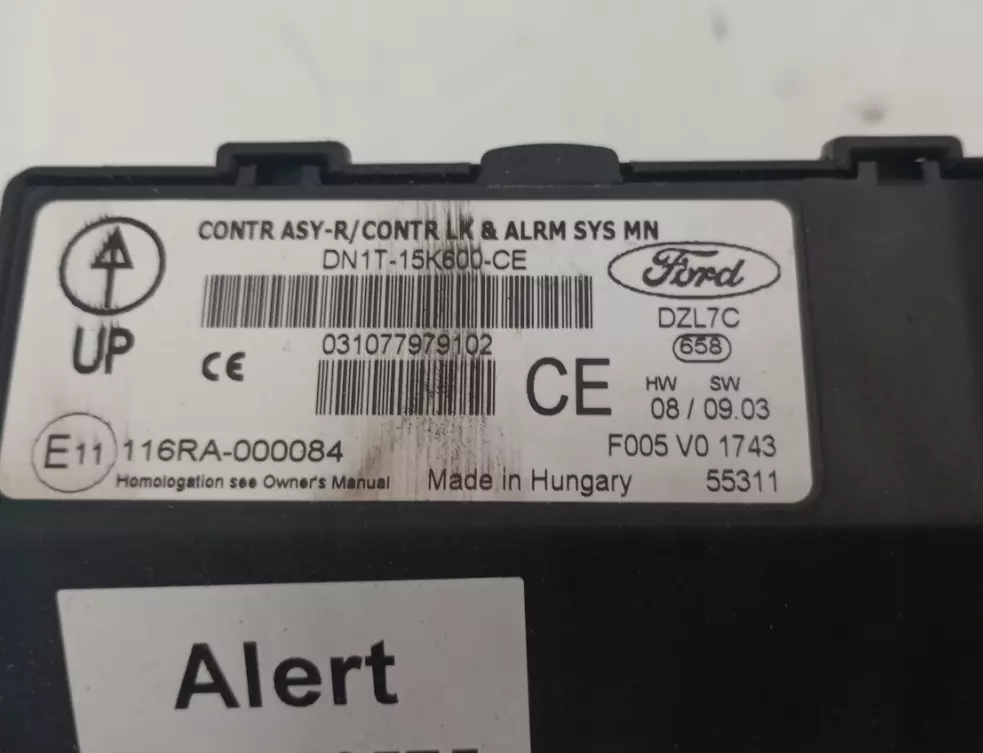 CONTR ASY-R/CONTR LK & ALRM SYS MN
DN1T-15K600-CE
Ford
UP
DZL7C
658
031077979102
CE
CE
HW SW
08 / 09.03
E11
116RA-000084
F005 V0 1743
Homologation see Owner's Manual
Made in Hungary
55311
Alert